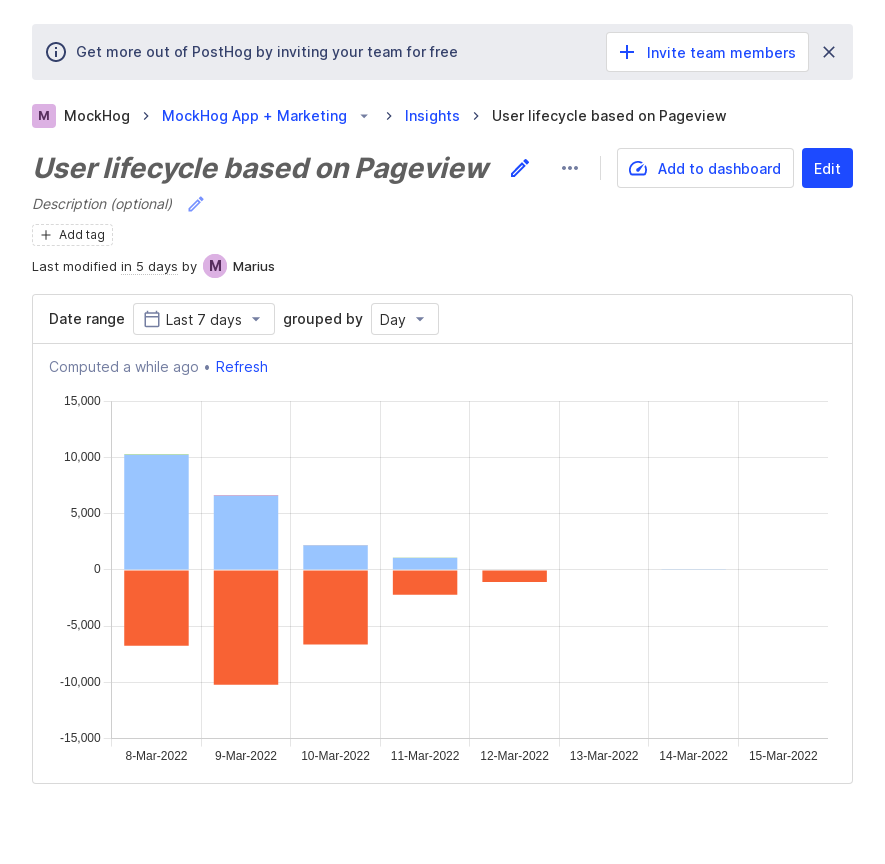 Get more out of PostHog by inviting your team for free
Invite team members
M MockHog MockHog App + Marketing Insights User lifecycle based on Pageview
User lifecycle based on Pageview
Add to dashboard
Edit
Description (optional)
Add tag
Last modified in 5 days by M Marius
Date range Last 7 days grouped by Day
Computed a while ago • Refresh
15,000
10,000
5,000
0
-5,000
-10,000
-15,000
8-Mar-2022 9-Mar-2022 10-Mar-2022 11-Mar-2022 12-Mar-2022 13-Mar-2022 14-Mar-2022 15-Mar-2022